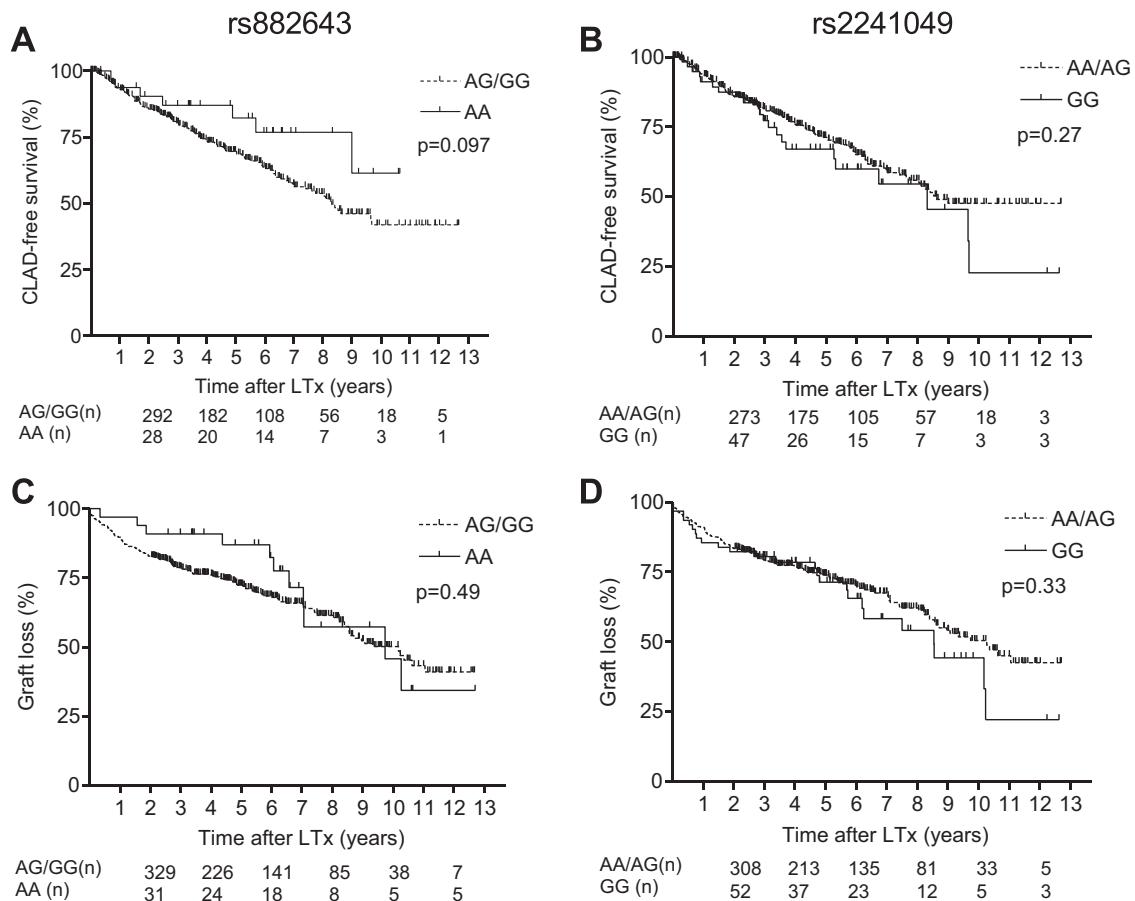 rs882643
rs2241049
A
CLAD-free survival (%)
100
75
50
25
0
AG/GG
AA
p=0.097
1 2 3 4 5 6 7 8 9 10 11 12 13
Time after LTx (years)
AG/GG(n) 292 182 108 56 18 5
AA (n) 28 20 14 7 3 1
B
CLAD-free survival (%)
100
75
50
25
0
AA/AG
GG
p=0.27
1 2 3 4 5 6 7 8 9 10 11 12 13
Time after LTx (years)
AA/AG(n) 273 175 105 57 18 3
GG (n) 47 26 15 7 3 3
C
Graft loss (%)
100
75
50
25
0
AG/GG
AA
p=0.49
1 2 3 4 5 6 7 8 9 10 11 12 13
Time after LTx (years)
AG/GG(n) 329 226 141 85 38 7
AA (n) 31 24 18 8 5 5
D
Graft loss (%)
100
75
50
25
0
AA/AG
GG
p=0.33
1 2 3 4 5 6 7 8 9 10 11 12 13
Time after LTx (years)
AA/AG(n) 308 213 135 81 33 5
GG (n) 52 37 23 12 5 3